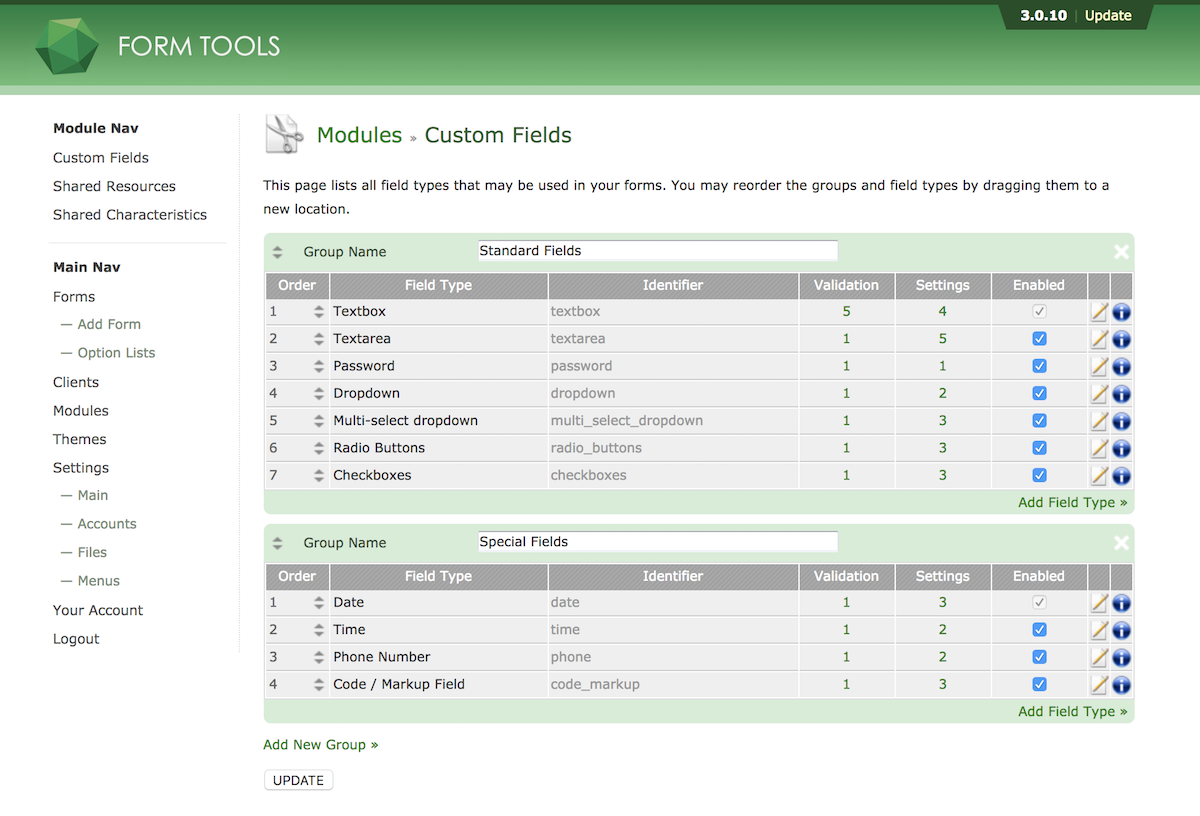 3.0.10 | Update
FORM TOOLS
Module Nav
Custom Fields
Shared Resources
Shared Characteristics
Main Nav
Forms
— Add Form
— Option Lists
Clients
Modules
Themes
Settings
— Main
— Accounts
— Files
— Menus
Your Account
Logout
Modules » Custom Fields
This page lists all field types that may be used in your forms. You may reorder the groups and field types by dragging them to a
new location.
Group Name Standard Fields
Order Field Type Identifier Validation Settings Enabled
1 Textbox textbox 5 4
2 Textarea textarea 1 5
3 Password password 1 1
4 Dropdown dropdown 1 2
5 Multi-select dropdown multi_select_dropdown 1 3
6 Radio Buttons radio_buttons 1 3
7 Checkboxes checkboxes 1 3
Add Field Type »
Group Name Special Fields
Order Field Type Identifier Validation Settings Enabled
1 Date date 1 3
2 Time time 1 2
3 Phone Number phone 1 2
4 Code / Markup Field code_markup 1 3
Add Field Type »
Add New Group »
UPDATE